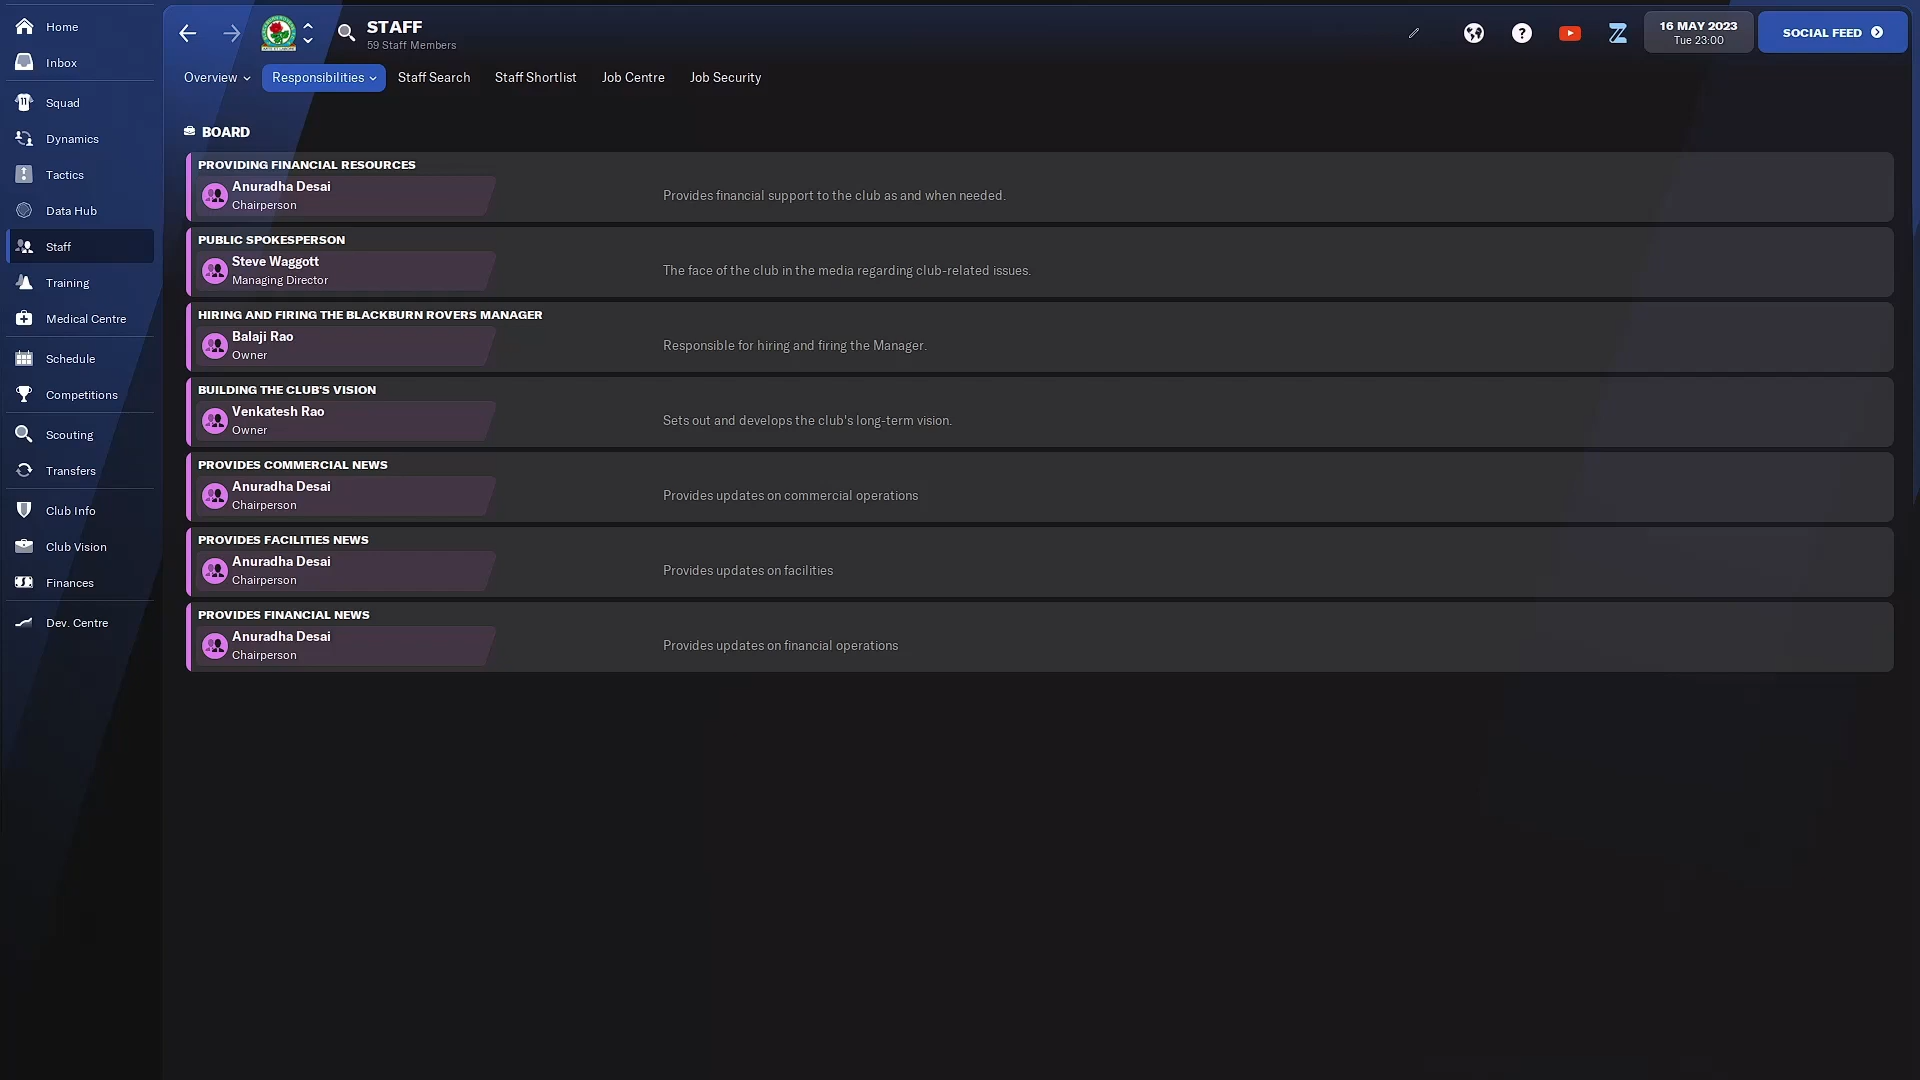 Home
Inbox
Squad
Dynamics
Tactics
Data Hub
Staff
Training
Medical Centre
Schedule
Competitions
Scouting
Transfers
Club Info
Club Vision
Finances
Dev. Centre
STAFF
59 Staff Members
16 MAY 2023
Tue 23:00
SOCIAL FEED
Overview
Responsibilities
Staff Search
Staff Shortlist
Job Centre
Job Security
BOARD
PROVIDING FINANCIAL RESOURCES
Anuradha Desai
Chairperson
Provides financial support to the club as and when needed.
PUBLIC SPOKESPERSON
Steve Waggott
Managing Director
The face of the club in the media regarding club-related issues.
HIRING AND FIRING THE BLACKBURN ROVERS MANAGER
Balaji Rao
Owner
Responsible for hiring and firing the Manager.
BUILDING THE CLUB'S VISION
Venkatesh Rao
Owner
Sets out and develops the club's long-term vision.
PROVIDES COMMERCIAL NEWS
Anuradha Desai
Chairperson
Provides updates on commercial operations
PROVIDES FACILITIES NEWS
Anuradha Desai
Chairperson
Provides updates on facilities
PROVIDES FINANCIAL NEWS
Anuradha Desai
Chairperson
Provides updates on financial operations